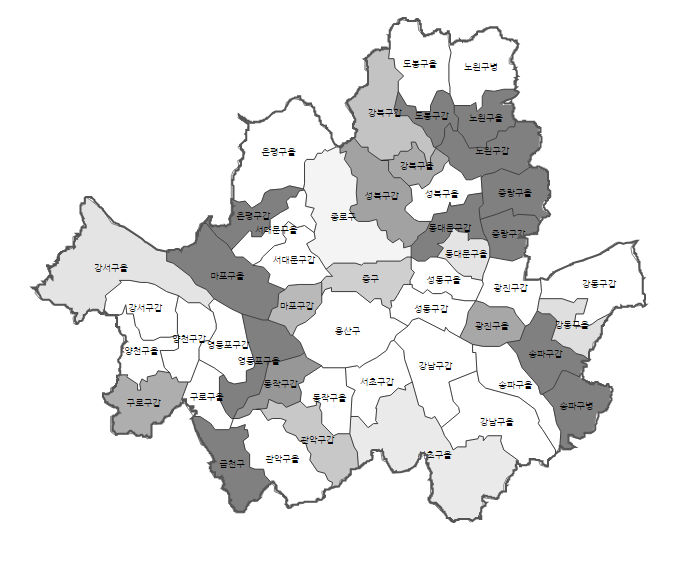 도봉구을
노원구병
강북구갑
도봉구갑
노원구을
은평구을
노원구갑
강북구을
성북구갑
성북구을
중랑구을
은평구갑
종로구
서대문구을
동대문구갑
중랑구갑
서대문구갑
동대문구을
강서구을
마포구을
중구
성동구을
광진구갑
강동구갑
강서구갑
마포구갑
성동구갑
용산구
광진구을
강동구을
양천구갑
영등포구갑
양천구을
영등포구을
송파구갑
강남구갑
동작구갑
서초구갑
송파구을
구로구갑
구로구을
동작구을
송파구병
강남구을
관악구갑
서초구을
금천구
관악구을